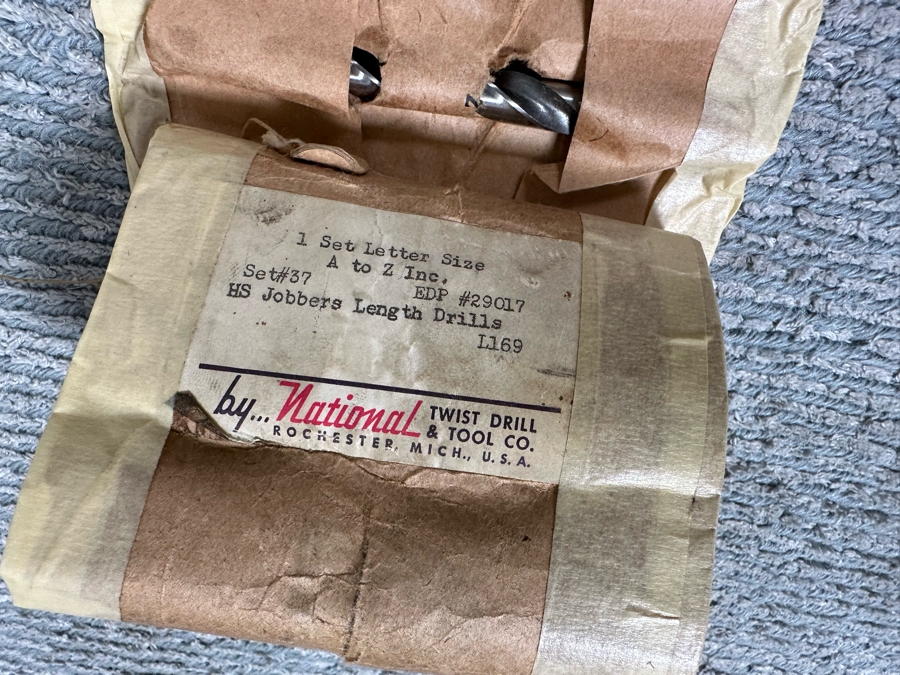 1 Set Letter Size
A to Z Inc.
Set#37 EDP #29017
HS Jobbers Length Drills
L169
by... National TWIST DRILL
& TOOL CO.
ROCHESTER, MICH., U.S.A.